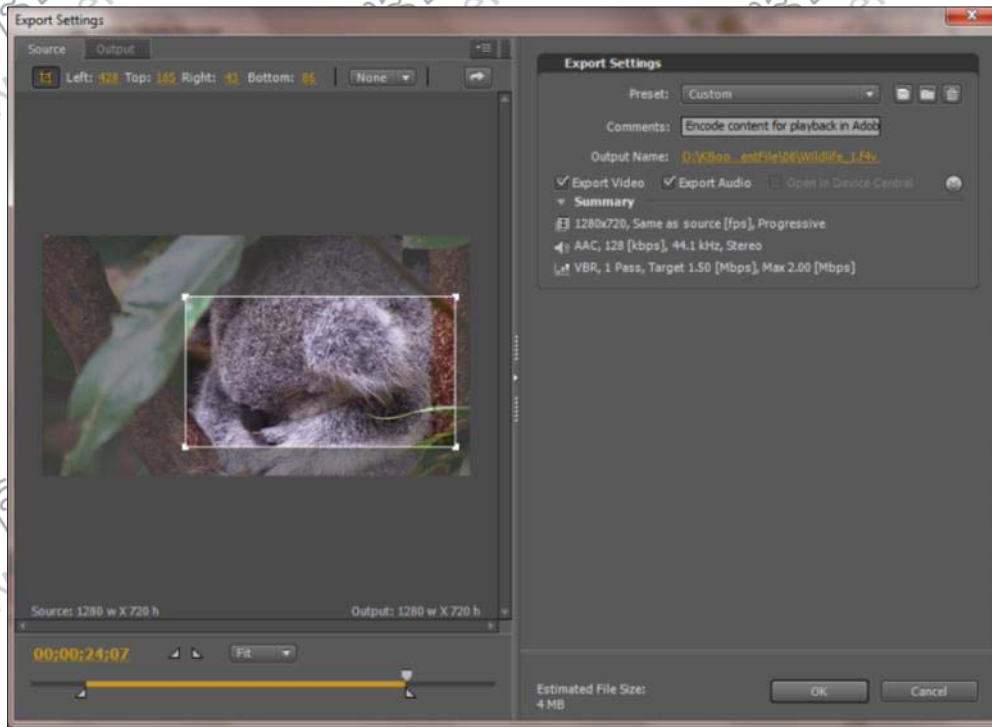 Export Settings
Source Output
Left: 428 Top: 185 Right: 43 Bottom: 86 None
Source: 1280 w X 720 h Output: 1280 w X 720 h
00;00;24;07 Fit
Export Settings
Preset: Custom
Comments: Encode content for playback in Adob
Output Name: Wildlife_1.f4v
Export Video Export Audio Open in Device Central
Summary
1280x720, Same as source [fps], Progressive
AAC, 128 [kbps], 44.1 kHz, Stereo
VBR, 1 Pass, Target 1.50 [Mbps], Max 2.00 [Mbps]
Estimated File Size:
4 MB
OK Cancel